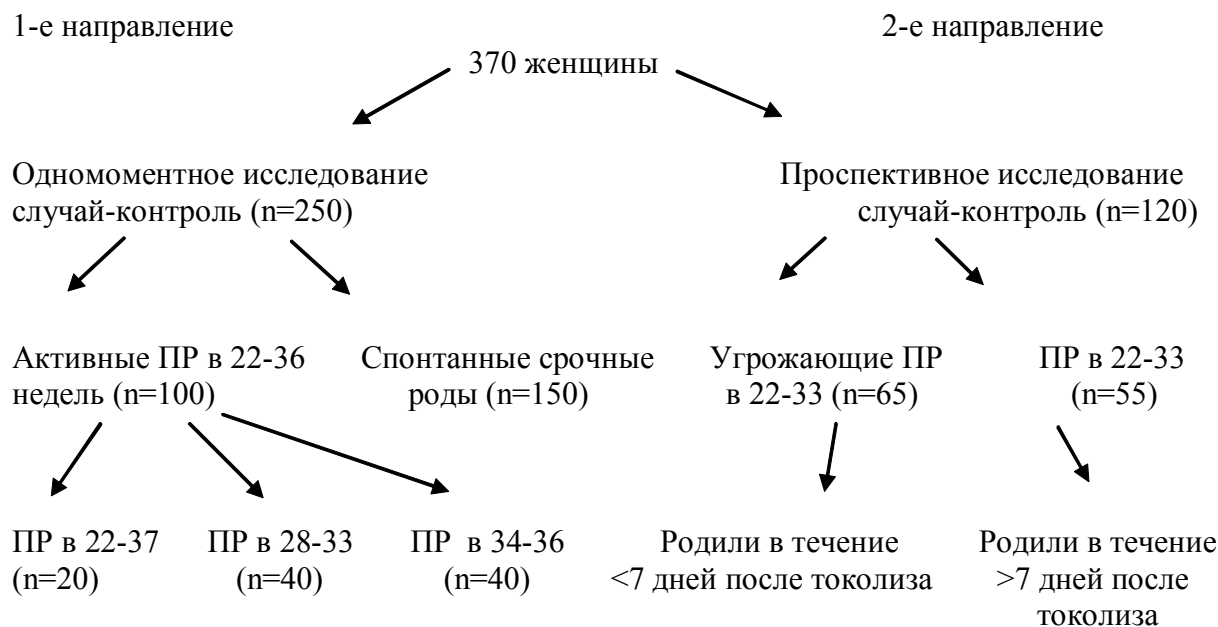 1-е направление
2-е направление
370 женщины
Одномоментное исследование
случай-контроль (n=250)
Проспективное исследование
случай-контроль (n=120)
Активные ПР в 22-36
недель (n=100)
Спонтанные срочные
роды (n=150)
Угрожающие ПР
в 22-33 (n=65)
ПР в 22-33
(n=55)
ПР в 22-37
(n=20)
ПР в 28-33
(n=40)
ПР в 34-36
(n=40)
Родили в течение
<7 дней после токолиза
Родили в течение
>7 дней после
токолиза